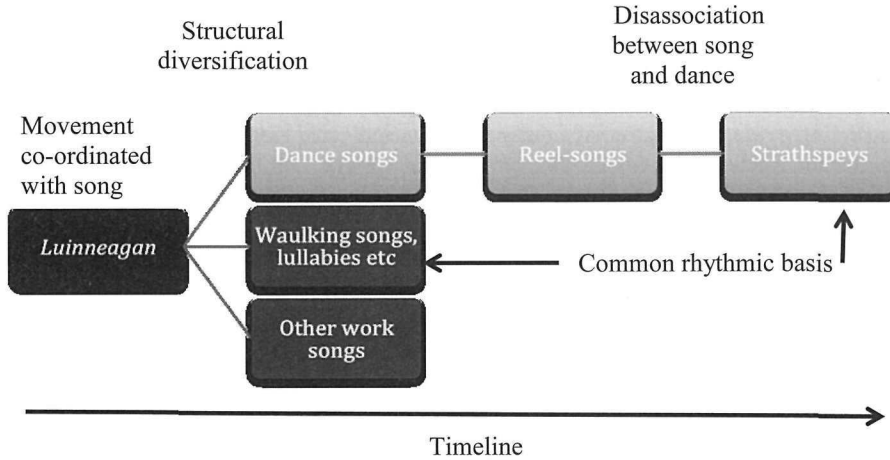 Structural
diversification
Disassociation
between song
and dance
Movement
co-ordinated
with song
Dance songs
Reel-songs
Strathspeys
Luinneagan
Waulking songs,
lullabies etc
Common rhythmic basis
Other work
songs
Timeline